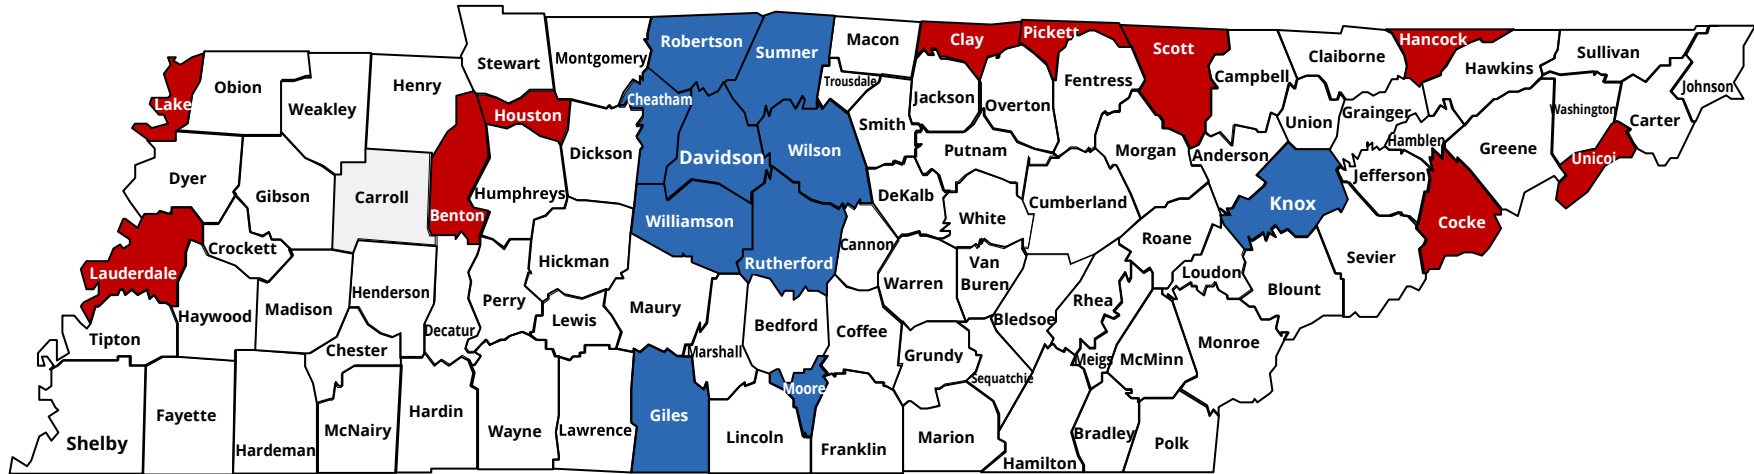 Robertson
Sumner
Macon
Clay
Pickett
Scott
Hancock
Claiborne
Sullivan
Hawkins
Johnson
Stewart
Montgomery
Obion
Henry
Weakley
Lake
Houston
Cheatham
Trousdale
Jackson
Overton
Fentress
Campbell
Union
Grainger
Hamblen
Washington
Carter
Greene
Unicoi
Smith
Dickson
Davidson
Wilson
Putnam
Morgan
Anderson
Jefferson
Dyer
Gibson
Carroll
Benton
Humphreys
Williamson
DeKalb
White
Cumberland
Knox
Cocke
Crockett
Cannon
Roane
Sevier
Lauderdale
Hickman
Rutherford
Van
Buren
Warren
Loudon
Blount
Henderson
Perry
Maury
Rhea
Haywood
Madison
Decatur
Lewis
Bedford
Coffee
Bledsoe
Tipton
Chester
Marshall
Grundy
Meigs
McMinn
Monroe
Sequatchie
Moore
Shelby
Fayette
Hardeman
McNairy
Hardin
Wayne
Lawrence
Giles
Lincoln
Franklin
Marion
Hamilton
Bradley
Polk